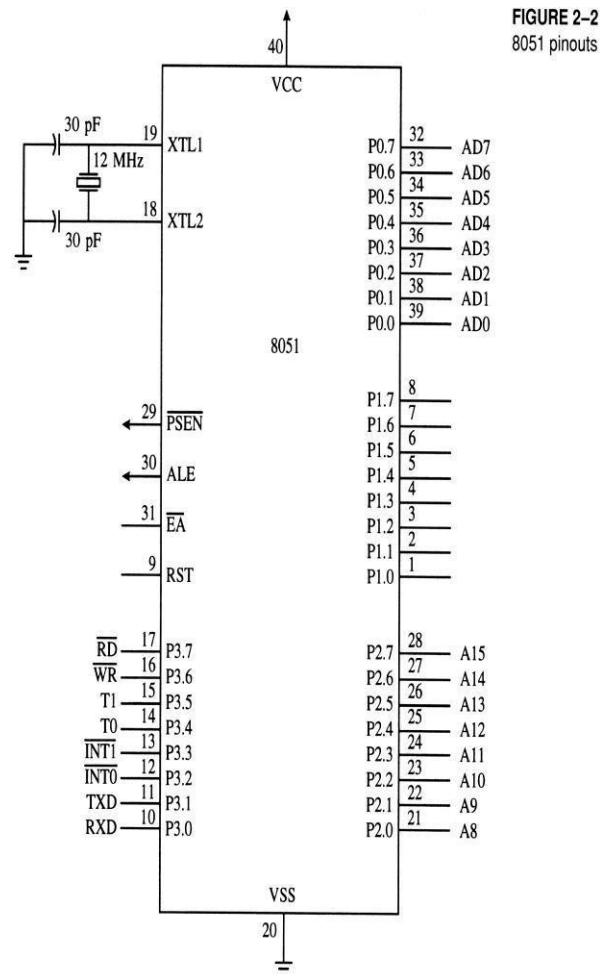 FIGURE 2–2
8051 pinouts
40
VCC
30 pF
19 XTL1
12 MHz
18 XTL2
30 pF
P0.7 32 AD7
P0.6 33 AD6
P0.5 34 AD5
P0.4 35 AD4
P0.3 36 AD3
P0.2 37 AD2
P0.1 38 AD1
P0.0 39 AD0
8051
29 P̅S̅E̅N̅
30 ALE
31 E̅A̅
9 RST
P1.7 8
P1.6 7
P1.5 6
P1.4 5
P1.3 4
P1.2 3
P1.1 2
P1.0 1
R̅D̅ 17 P3.7
W̅R̅ 16 P3.6
T1 15 P3.5
T0 14 P3.4
I̅N̅T̅1̅ 13 P3.3
I̅N̅T̅0̅ 12 P3.2
TXD 11 P3.1
RXD 10 P3.0
P2.7 28 A15
P2.6 27 A14
P2.5 26 A13
P2.4 25 A12
P2.3 24 A11
P2.2 23 A10
P2.1 22 A9
P2.0 21 A8
VSS
20